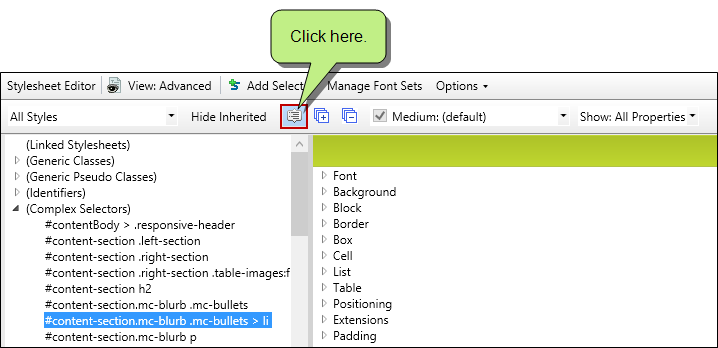 Click here.
Stylesheet Editor View: Advanced Add Select Manage Font Sets Options
All Styles Hide Inherited Medium: (default) Show: All Properties
(Linked Stylesheets)
(Generic Classes)
(Generic Pseudo Classes)
(Identifiers)
(Complex Selectors)
#contentBody > .responsive-header
#content-section .left-section
#content-section .right-section
#content-section .right-section .table-images:f
#content-section h2
#content-section.mc-blurb .mc-bullets
#content-section.mc-blurb .mc-bullets > li
#content-section.mc-blurb p
Font
Background
Block
Border
Box
Cell
List
Table
Positioning
Extensions
Padding